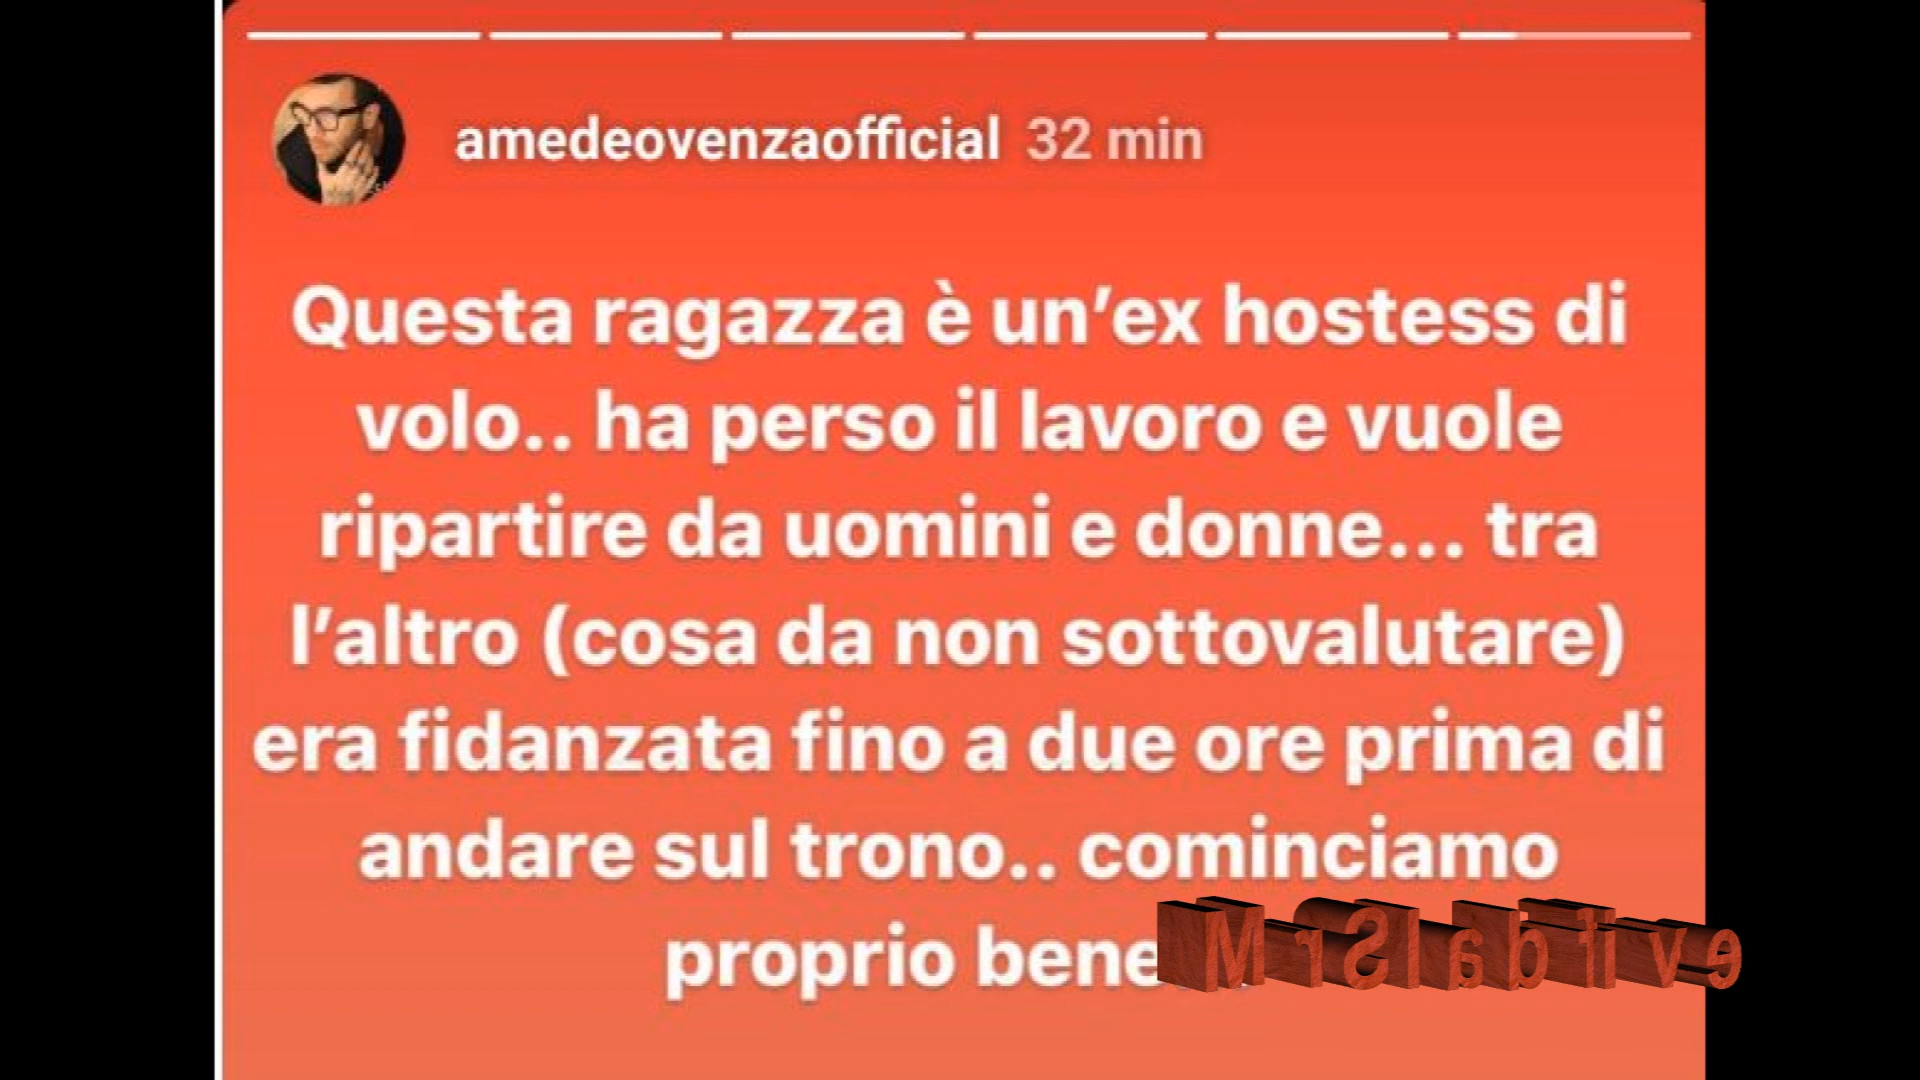 amedeovenzaofficial 32 min
Questa ragazza è un’ex hostess di
volo.. ha perso il lavoro e vuole
ripartire da uomini e donne... tra
l’altro (cosa da non sottovalutare)
era fidanzata fino a due ore prima di
andare sul trono.. cominciamo
proprio bene